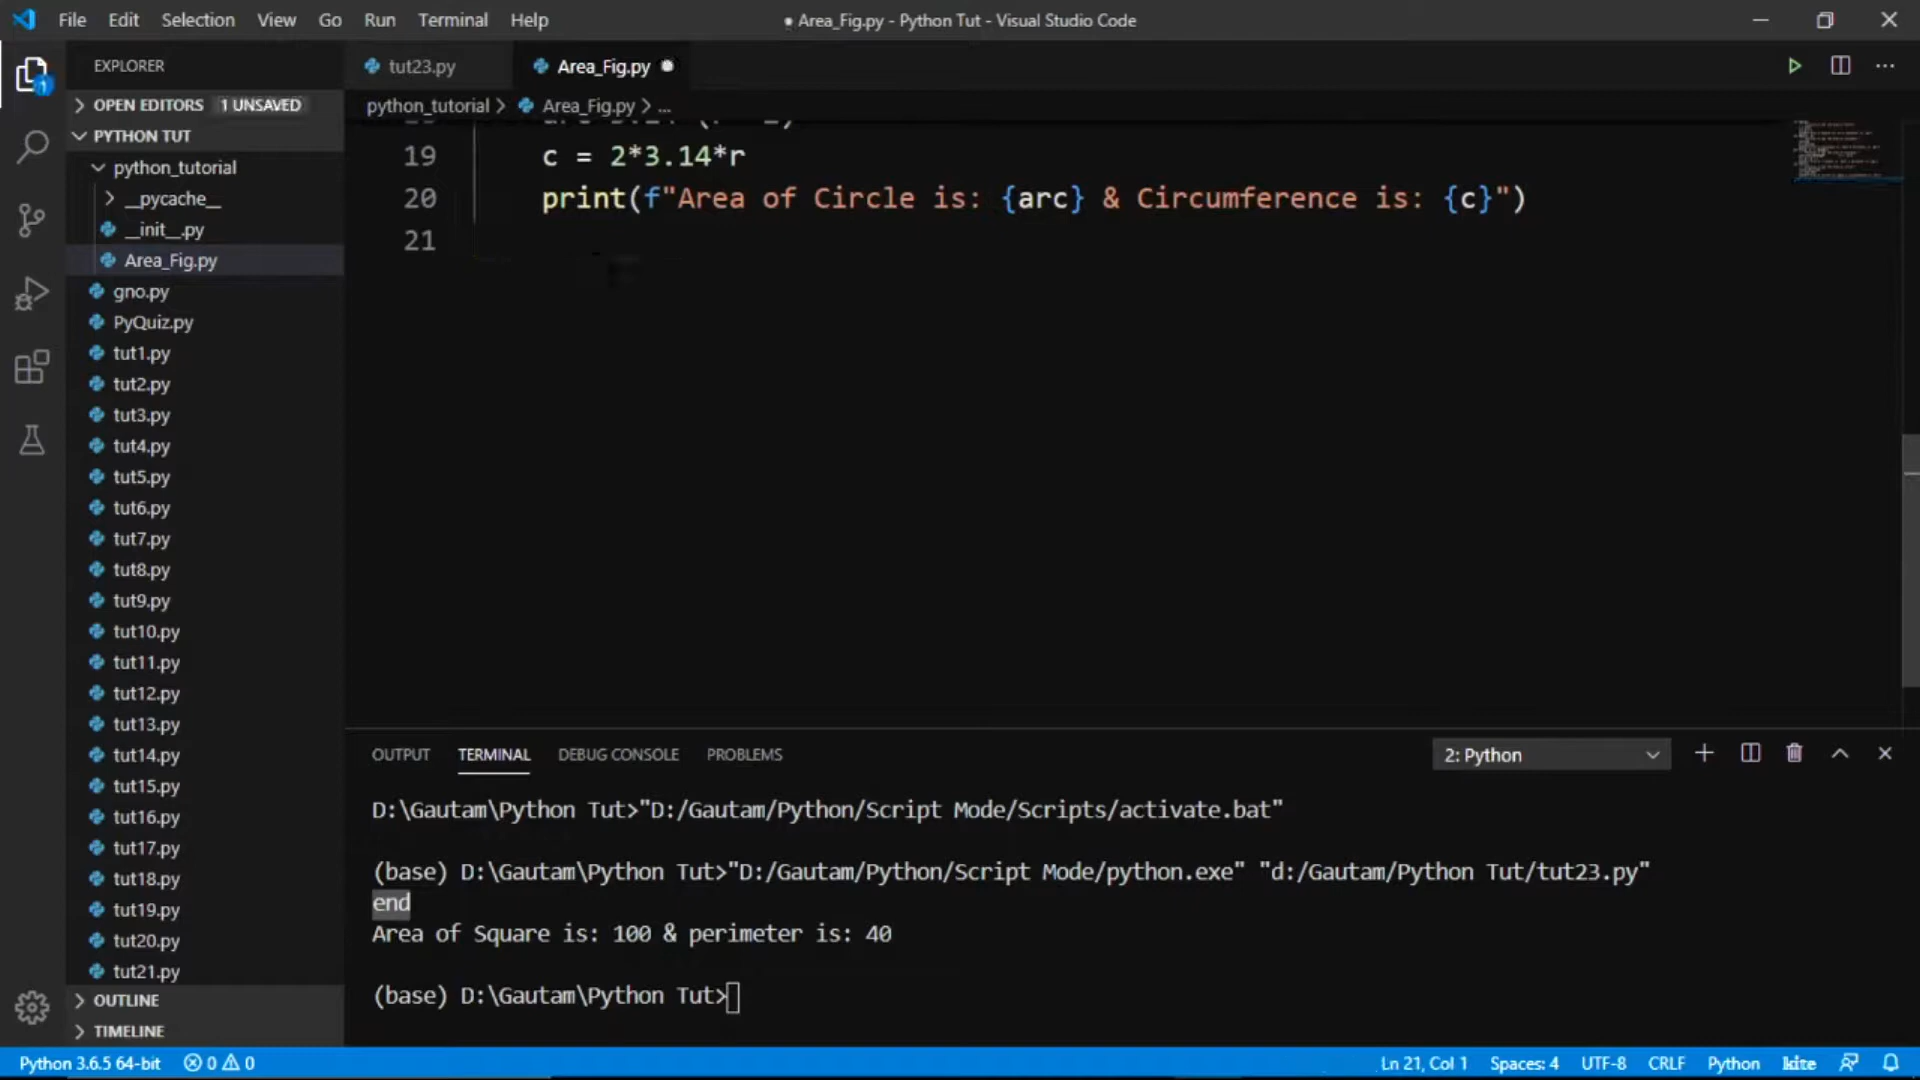 File Edit Selection View Go Run Terminal Help
● Area_Fig.py - Python Tut - Visual Studio Code
EXPLORER
OPEN EDITORS 1 UNSAVED
PYTHON TUT
python_tutorial
__pycache__
__init__.py
Area_Fig.py
gno.py
PyQuiz.py
tut1.py
tut2.py
tut3.py
tut4.py
tut5.py
tut6.py
tut7.py
tut8.py
tut9.py
tut10.py
tut11.py
tut12.py
tut13.py
tut14.py
tut15.py
tut16.py
tut17.py
tut18.py
tut19.py
tut20.py
tut21.py
OUTLINE
TIMELINE
tut23.py Area_Fig.py
python_tutorial > Area_Fig.py > ...
19 c = 2*3.14*r
20 print(f"Area of Circle is: {arc} & Circumference is: {c}")
21
OUTPUT TERMINAL DEBUG CONSOLE PROBLEMS 2: Python
D:\Gautam\Python Tut>"D:/Gautam/Python/Script Mode/Scripts/activate.bat"
(base) D:\Gautam\Python Tut>"D:/Gautam/Python/Script Mode/python.exe" "d:/Gautam/Python Tut/tut23.py"
end
Area of Square is: 100 & perimeter is: 40
(base) D:\Gautam\Python Tut>
Python 3.6.5 64-bit 0 0 Ln 21, Col 1 Spaces: 4 UTF-8 CRLF Python kite